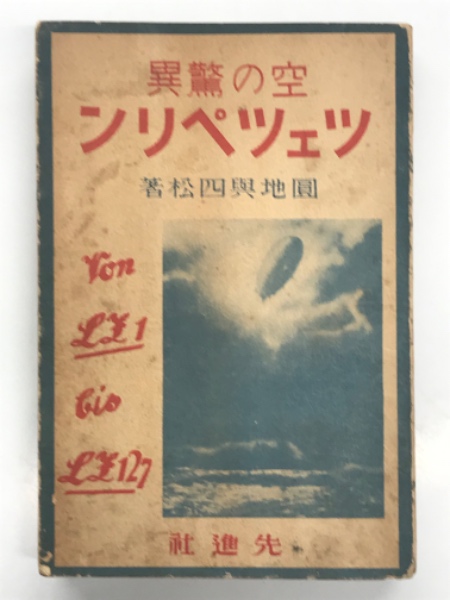 空の驚異
ツェツペリン
圓地與四松著
Von
LZ1
bis
LZ127
先進社